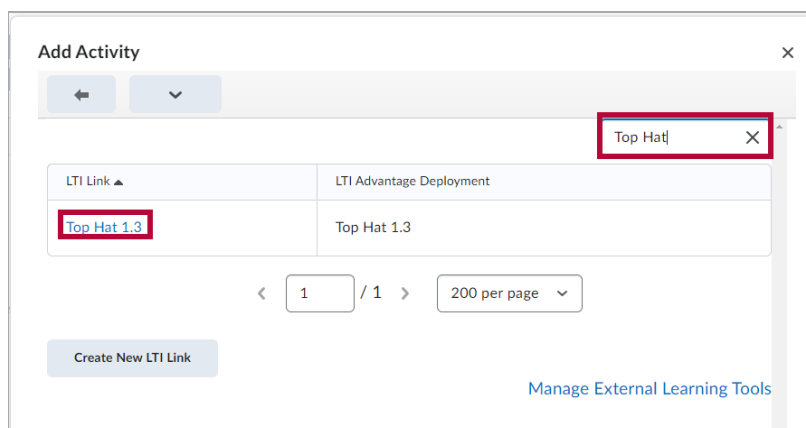 Add Activity
Top Hat
LTI Link LTI Advantage Deployment
Top Hat 1.3 Top Hat 1.3
1 / 1 200 per page
Create New LTI Link
Manage External Learning Tools